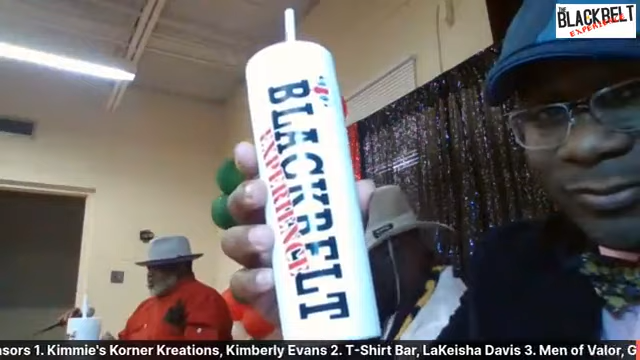 THE
BLACKBELT
EXPERIENCE
BLACKBELT
EXPERIENCE
sors 1. Kimmie's Korner Kreations, Kimberly Evans 2. T-Shirt Bar, LaKeisha Davis 3. Men of Valor, G